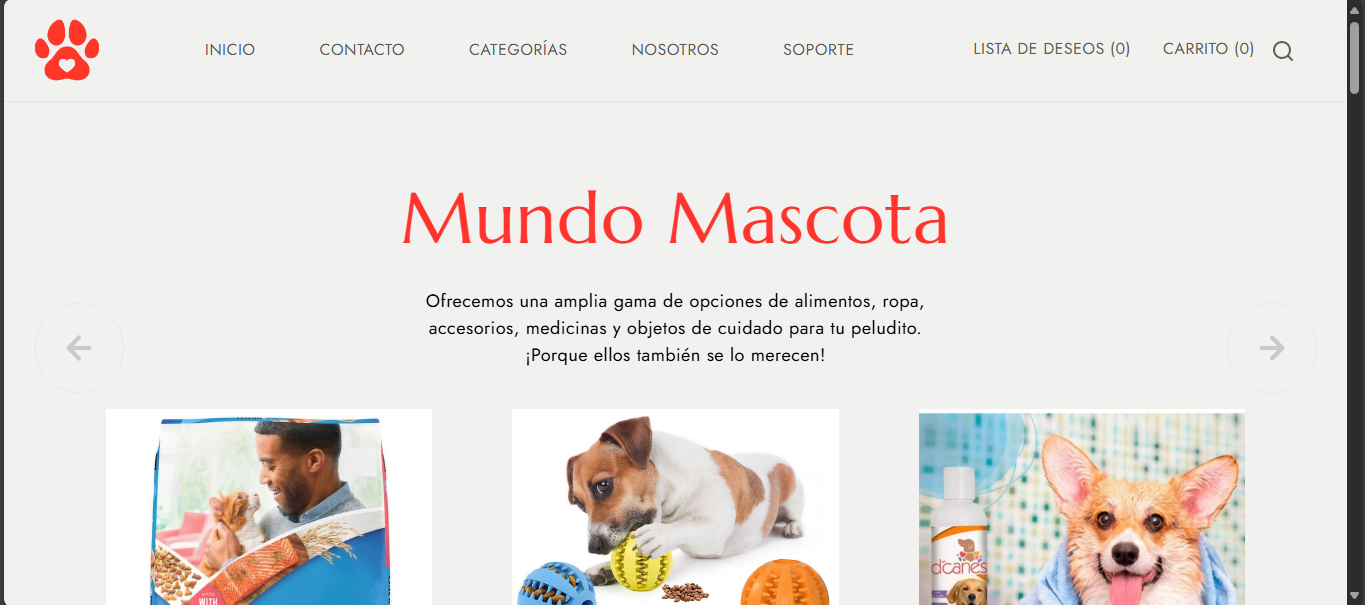 INICIO
CONTACTO
CATEGORÍAS
NOSOTROS
SOPORTE
LISTA DE DESEOS (0)
CARRITO (0)
Mundo Mascota
Ofrecemos una amplia gama de opciones de alimentos, ropa,
accesorios, medicinas y objetos de cuidado para tu peludito.
¡Porque ellos también se lo merecen!
WITH
d'canes